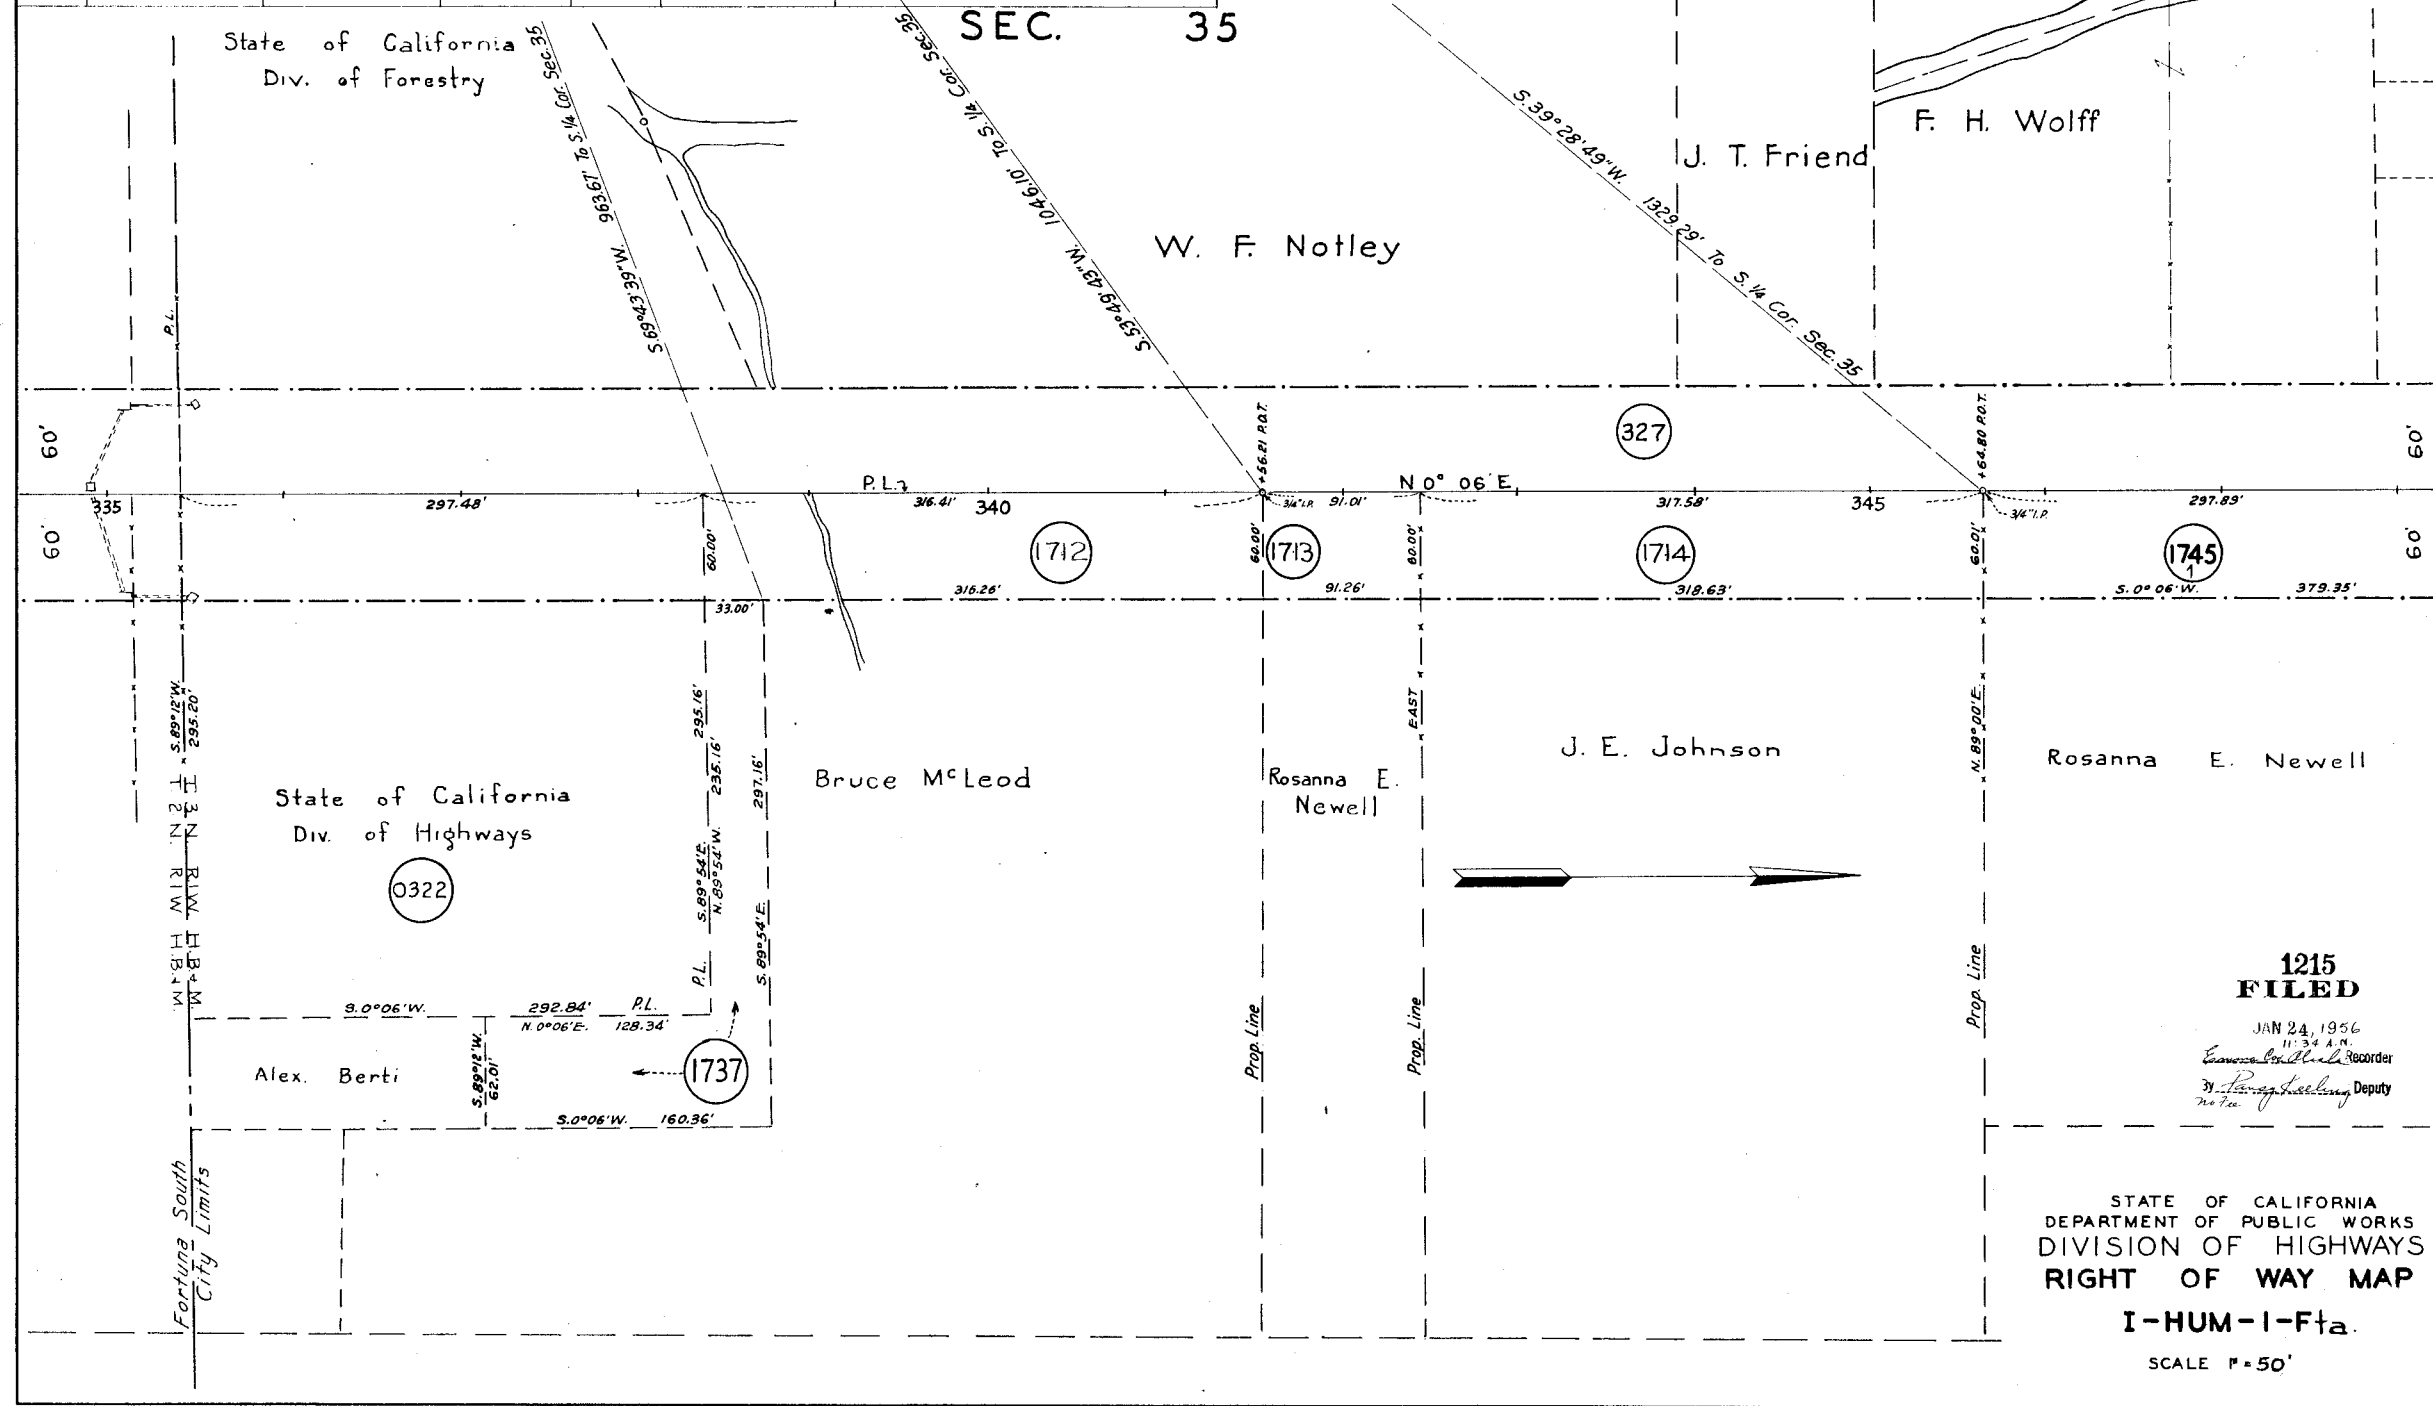 SEC. 35
State of California
Div. of Forestry
S.69°43'39"W. 963.67' To S.¼ Cor. Sec.35
S.53°49'43"W. 1046.10' To S.¼ Cor. Sec.35
S.39°28'49"W. 1329.29' To S.¼ Cor. Sec.35
W. F. Notley
J. T. Friend
F. H. Wolff
P.L.
60'
60'
327
+56.21 P.O.T.
+64.80 P.O.T.
P.L.
N 0° 06' E
335
297.48'
316.41'
340
3/4" I.P.
91.01'
317.58'
345
3/4" I.P.
297.89'
60'
60'
60.00'
60.00'
60.00'
60.01'
1712
1713
1714
1745
1
33.00'
316.26'
91.26'
318.63'
S.0°06'W.
379.35'
S.89°12'W.
295.20'
T 3 N. R1W. H.B.&M.
T 2 N. R1W H.B.&M.
State of California
Div. of Highways
0322
P.L. S.89°54'E. 295.16'
N.89°54'W. 235.16'
S.89°54'E. 297.16'
Bruce McLeod
Rosanna E.
Newell
EAST
J. E. Johnson
N.89°00'E.
Rosanna E. Newell
Prop. Line
Prop. Line
Prop. Line
S.0°06'W. 292.84' P.L.
N.0°06'E. 128.34'
Alex. Berti
S.89°12'W.
62.01'
1737
S.0°06'W. 160.36'
Fortuna South
City Limits
1215
FILED
JAN 24, 1956
11:34 A.M.
Recorder
By Pansy Keeling Deputy
no Fee
STATE OF CALIFORNIA
DEPARTMENT OF PUBLIC WORKS
DIVISION OF HIGHWAYS
RIGHT OF WAY MAP
I-HUM-1-Fta.
SCALE 1"=50'